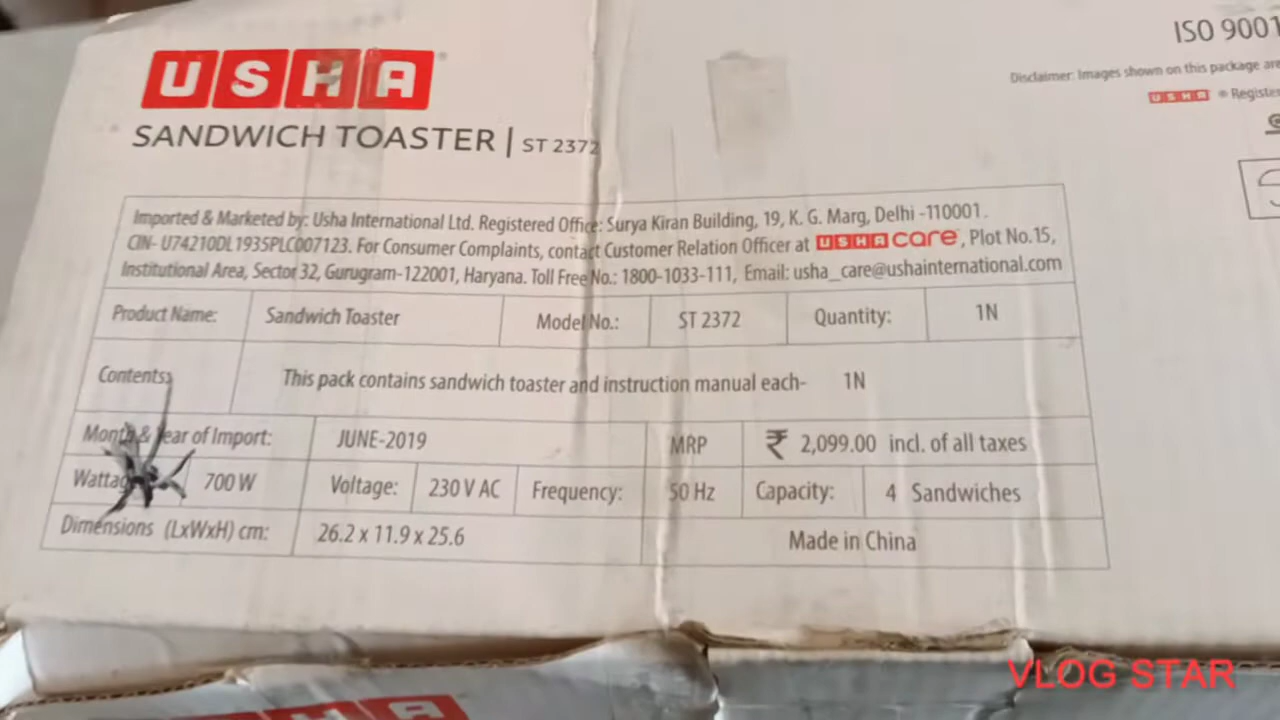 USHA
SANDWICH TOASTER | ST 2372
ISO 9001
Disclaimer: Images shown on this package are
USHA ® Register
Imported & Marketed by: Usha International Ltd. Registered Office: Surya Kiran Building, 19, K. G. Marg, Delhi -110001.
CIN- U74210DL1935PLC007123. For Consumer Complaints, contact Customer Relation Officer at USHA care, Plot No.15,
Institutional Area, Sector 32, Gurugram-122001, Haryana. Toll Free No.: 1800-1033-111, Email: usha_care@ushainternational.com
Product Name: Sandwich Toaster Model No.: ST 2372 Quantity: 1N
Contents: This pack contains sandwich toaster and instruction manual each- 1N
Month & Year of Import: JUNE-2019 MRP ₹ 2,099.00 incl. of all taxes
Wattage 700 W Voltage: 230 V AC Frequency: 50 Hz Capacity: 4 Sandwiches
Dimensions (LxWxH) cm: 26.2 x 11.9 x 25.6 Made in China
VLOG STAR
USHA